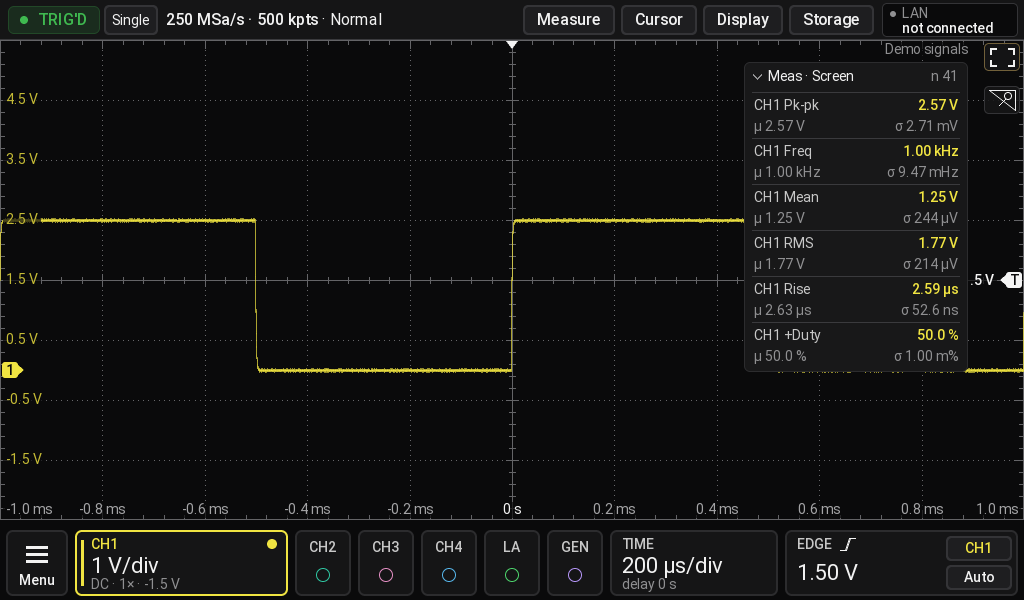 TRIG'D
Single
250 MSa/s · 500 kpts · Normal
Measure
Cursor
Display
Storage
LAN
not connected
Demo signals
Meas · Screen n 41
CH1 Pk-pk 2.57 V
µ 2.57 V σ 2.71 mV
CH1 Freq 1.00 kHz
µ 1.00 kHz σ 9.47 mHz
CH1 Mean 1.25 V
µ 1.25 V σ 244 µV
CH1 RMS 1.77 V
µ 1.77 V σ 214 µV
CH1 Rise 2.59 µs
µ 2.63 µs σ 52.6 ns
CH1 +Duty 50.0 %
µ 50.0 % σ 1.00 m%
4.5 V
3.5 V
2.5 V
1.5 V
0.5 V
-0.5 V
-1.5 V
1
.5 V T
-1.0 ms -0.8 ms -0.6 ms -0.4 ms -0.2 ms 0 s 0.2 ms 0.4 ms 0.6 ms 0.8 ms 1.0 ms
Menu
CH1
1 V/div
DC · 1× · -1.5 V
CH2
CH3
CH4
LA
GEN
TIME
200 µs/div
delay 0 s
EDGE
1.50 V
CH1
Auto